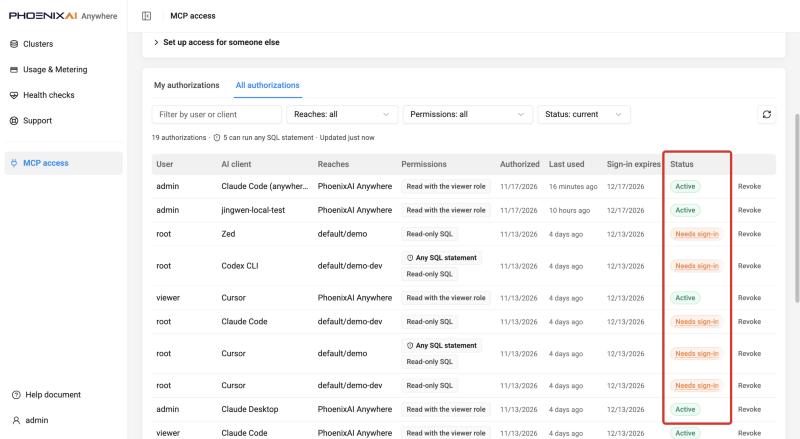 PHOENIXAI Anywhere
MCP access
Clusters
Usage & Metering
Health checks
Support
MCP access
Help document
admin
Set up access for someone else
My authorizations All authorizations
Filter by user or client Reaches: all Permissions: all Status: current
19 authorizations · 5 can run any SQL statement · Updated just now
User AI client Reaches Permissions Authorized Last used Sign-in expires Status
admin Claude Code (anywher... PhoenixAI Anywhere Read with the viewer role 11/17/2026 16 minutes ago 12/17/2026 Active Revoke
admin jingwen-local-test PhoenixAI Anywhere Read with the viewer role 11/17/2026 10 hours ago 12/17/2026 Active Revoke
root Zed default/demo Read-only SQL 11/13/2026 4 days ago 12/13/2026 Needs sign-in Revoke
Any SQL statement
root Codex CLI default/demo-dev 11/13/2026 4 days ago 12/13/2026 Needs sign-in Revoke
Read-only SQL
viewer Cursor PhoenixAI Anywhere Read with the viewer role 11/13/2026 4 days ago 12/13/2026 Active Revoke
root Claude Code default/demo-dev Read-only SQL 11/13/2026 4 days ago 12/13/2026 Needs sign-in Revoke
Any SQL statement
root Cursor default/demo 11/13/2026 4 days ago 12/13/2026 Needs sign-in Revoke
Read-only SQL
root Cursor default/demo-dev Read-only SQL 11/13/2026 4 days ago 12/13/2026 Needs sign-in Revoke
admin Claude Desktop PhoenixAI Anywhere Read with the viewer role 11/13/2026 4 days ago 12/13/2026 Active Revoke
viewer Claude Code PhoenixAI Anywhere Read with the viewer role 11/13/2026 4 days ago 12/13/2026 Active Revoke